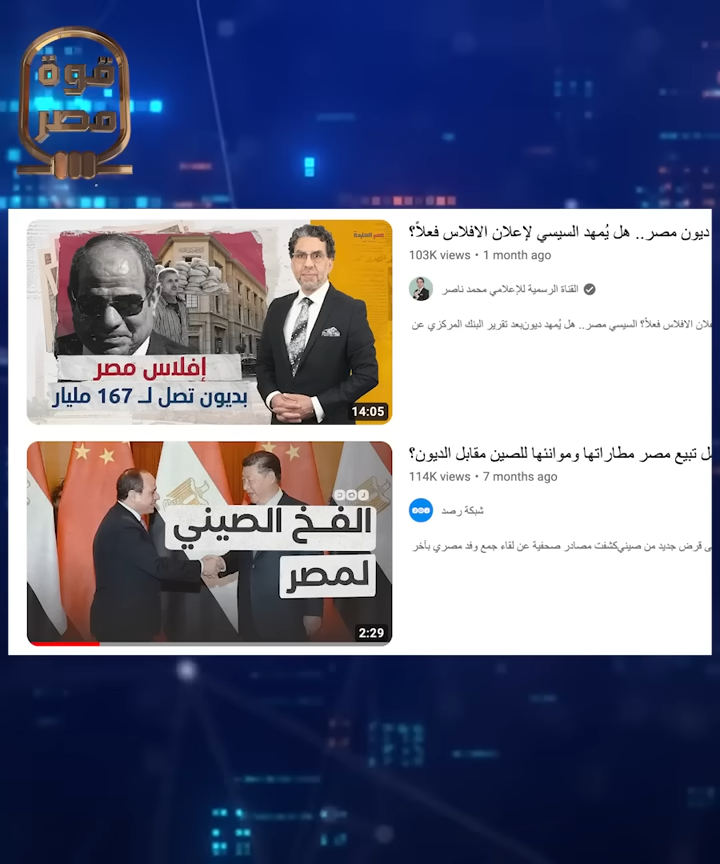 قوة
مصر
مصر النهاردة
إفلاس مصر
بديون تصل لـ 167 مليار
14:05
ديون مصر.. هل يُمهد السيسي لإعلان الافلاس فعلاً؟
103K views • 1 month ago
القناة الرسمية للإعلامي محمد ناصر
علان الافلاس فعلاً؟ السيسي مصر.. هل يُمهد ديونبعد تقرير البنك المركزي عن
رصد
الفخ الصيني
لمصر
2:29
ل تبيع مصر مطاراتها وموانئها للصين مقابل الديون؟
114K views • 7 months ago
شبكة رصد
ى قرض جديد من صينيكشفت مصادر صحفية عن لقاء جمع وفد مصري بآخر